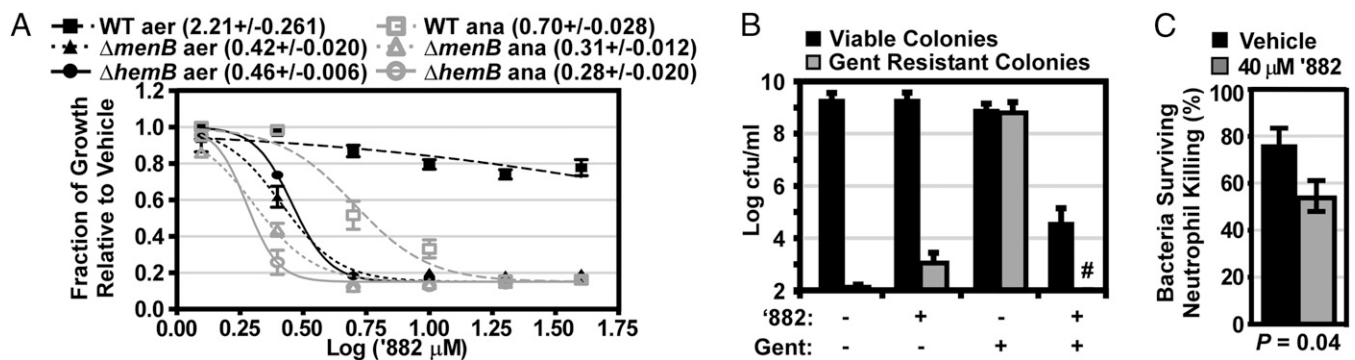 A
WT aer (2.21+/-0.261)
WT ana (0.70+/-0.028)
ΔmenB aer (0.42+/-0.020)
ΔmenB ana (0.31+/-0.012)
ΔhemB aer (0.46+/-0.006)
ΔhemB ana (0.28+/-0.020)
Fraction of Growth
Relative to Vehicle
1.2
1.0
0.8
0.6
0.4
0.2
0.0
0.00 0.25 0.50 0.75 1.00 1.25 1.50 1.75
Log ('882 μM)
B
Viable Colonies
Gent Resistant Colonies
Log cfu/ml
10
8
6
4
2
#
‘882: - + - +
Gent: - - + +
C
Vehicle
40 μM '882
Bacteria Surviving
Neutrophil Killing (%)
100
80
60
40
20
0
P = 0.04